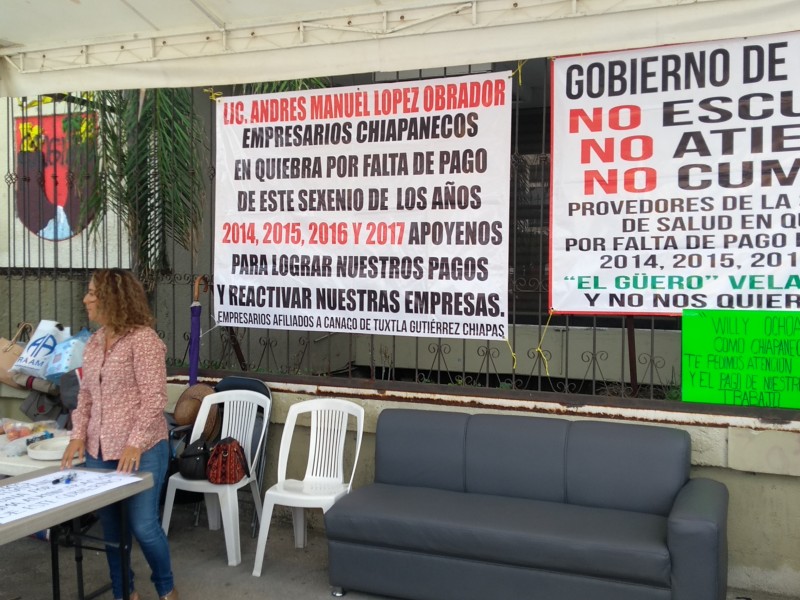 LIC. ANDRES MANUEL LOPEZ OBRADOR
EMPRESARIOS CHIAPANECOS
EN QUIEBRA POR FALTA DE PAGO
DE ESTE SEXENIO DE LOS AÑOS
2014, 2015, 2016 Y 2017 APOYENOS
PARA LOGRAR NUESTROS PAGOS
Y REACTIVAR NUESTRAS EMPRESAS.
EMPRESARIOS AFILIADOS A CANACO DE TUXTLA GUTIÉRREZ CHIAPAS
GOBIERNO DE
NO ESCU
NO ATIE
NO CUM
PROVEDORES DE LA S
DE SALUD EN QU
POR FALTA DE PAGO
2014, 2015, 201
"EL GÜERO" VELA
Y NO NOS QUIER
"WILLY OCHOA
COMO CHIAPANECO
TE PEDIMOS ATENCION
Y EL PAGO DE NUESTRO
TRABAJO